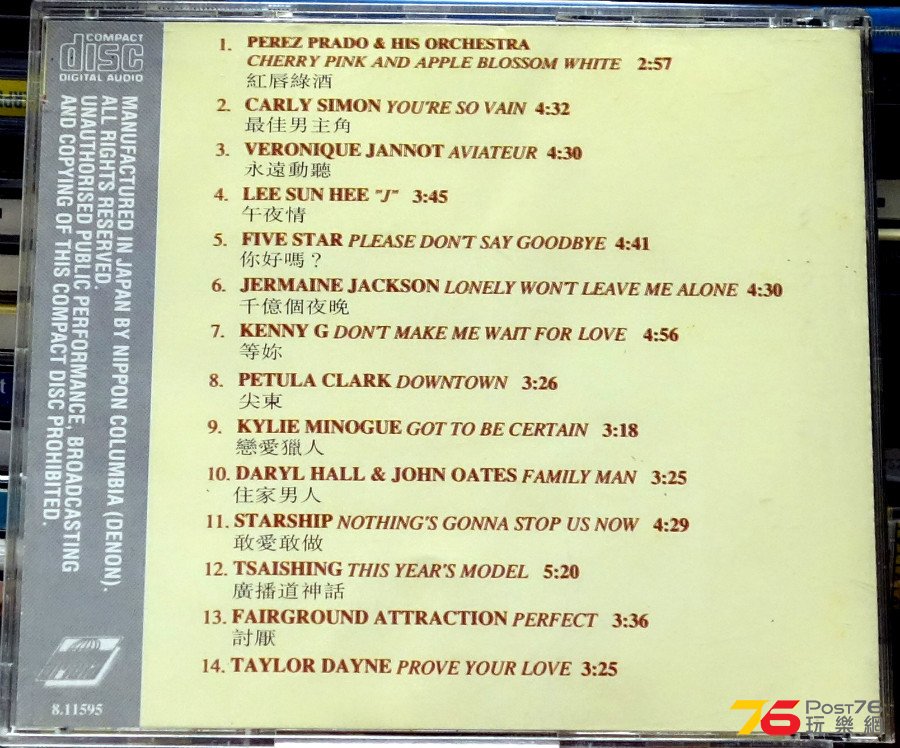 COMPACT
disc
DIGITAL AUDIO
MANUFACTURED IN JAPAN BY NIPPON COLUMBIA (DENON).
ALL RIGHTS RESERVED.
UNAUTHORISED PUBLIC PERFORMANCE, BROADCASTING
AND COPYING OF THIS COMPACT DISC PROHIBITED.
8.11595
1. PEREZ PRADO & HIS ORCHESTRA
CHERRY PINK AND APPLE BLOSSOM WHITE 2:57
紅唇綠酒
2. CARLY SIMON YOU'RE SO VAIN 4:32
最佳男主角
3. VERONIQUE JANNOT AVIATEUR 4:30
永遠動聽
4. LEE SUN HEE "J" 3:45
午夜情
5. FIVE STAR PLEASE DON'T SAY GOODBYE 4:41
你好嗎？
6. JERMAINE JACKSON LONELY WON'T LEAVE ME ALONE 4:30
千億個夜晚
7. KENNY G DON'T MAKE ME WAIT FOR LOVE 4:56
等妳
8. PETULA CLARK DOWNTOWN 3:26
尖東
9. KYLIE MINOGUE GOT TO BE CERTAIN 3:18
戀愛獵人
10. DARYL HALL & JOHN OATES FAMILY MAN 3:25
住家男人
11. STARSHIP NOTHING'S GONNA STOP US NOW 4:29
敢愛敢做
12. TSAISHING THIS YEAR'S MODEL 5:20
廣播道神話
13. FAIRGROUND ATTRACTION PERFECT 3:36
討厭
14. TAYLOR DAYNE PROVE YOUR LOVE 3:25
76 POST76
玩樂網